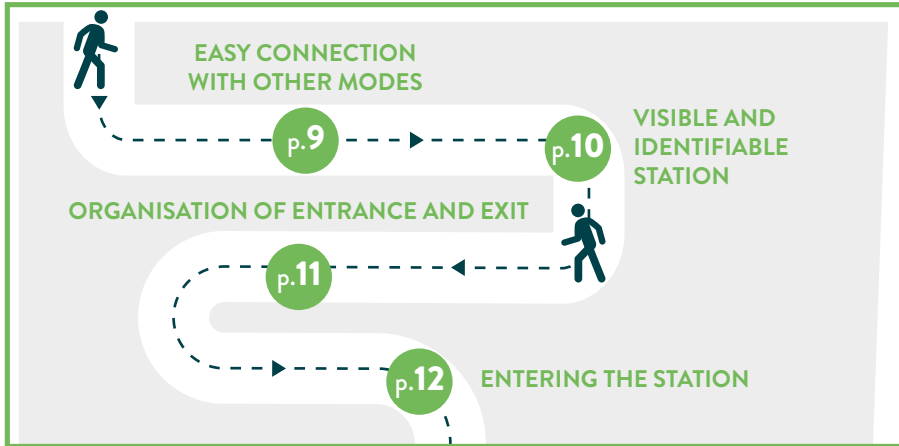 EASY CONNECTION
WITH OTHER MODES
p.9
p.10
VISIBLE AND
IDENTIFIABLE
STATION
ORGANISATION OF ENTRANCE AND EXIT
p.11
p.12
ENTERING THE STATION